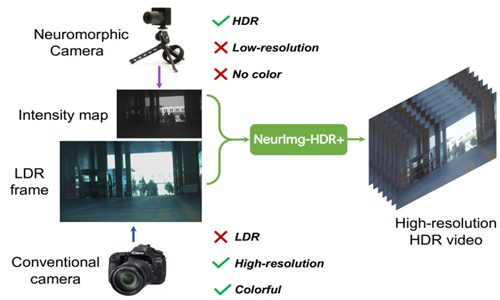 Neuromorphic
Camera
HDR
Low-resolution
No color
Intensity map
LDR
frame
NeurImg-HDR+
High-resolution
HDR video
Conventional
camera
LDR
High-resolution
Colorful